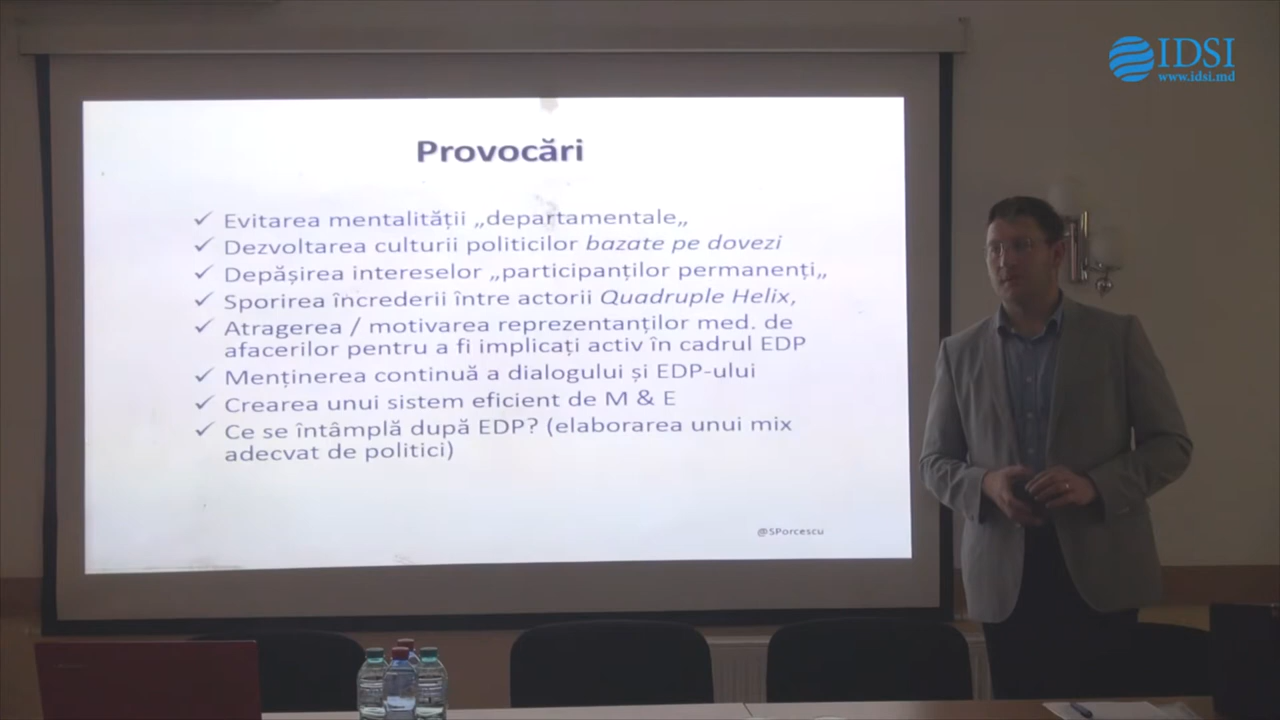 IDSI
www.idsi.md
Provocări
Evitarea mentalității „departamentale„
Dezvoltarea culturii politicilor bazate pe dovezi
Depășirea intereselor „participanților permanenți„
Sporirea încrederii între actorii Quadruple Helix,
Atragerea / motivarea reprezentanților med. de
afacerilor pentru a fi implicați activ în cadrul EDP
Menținerea continuă a dialogului și EDP-ului
Crearea unui sistem eficient de M & E
Ce se întâmplă după EDP? (elaborarea unui mix
adecvat de politici)
@SPorcescu